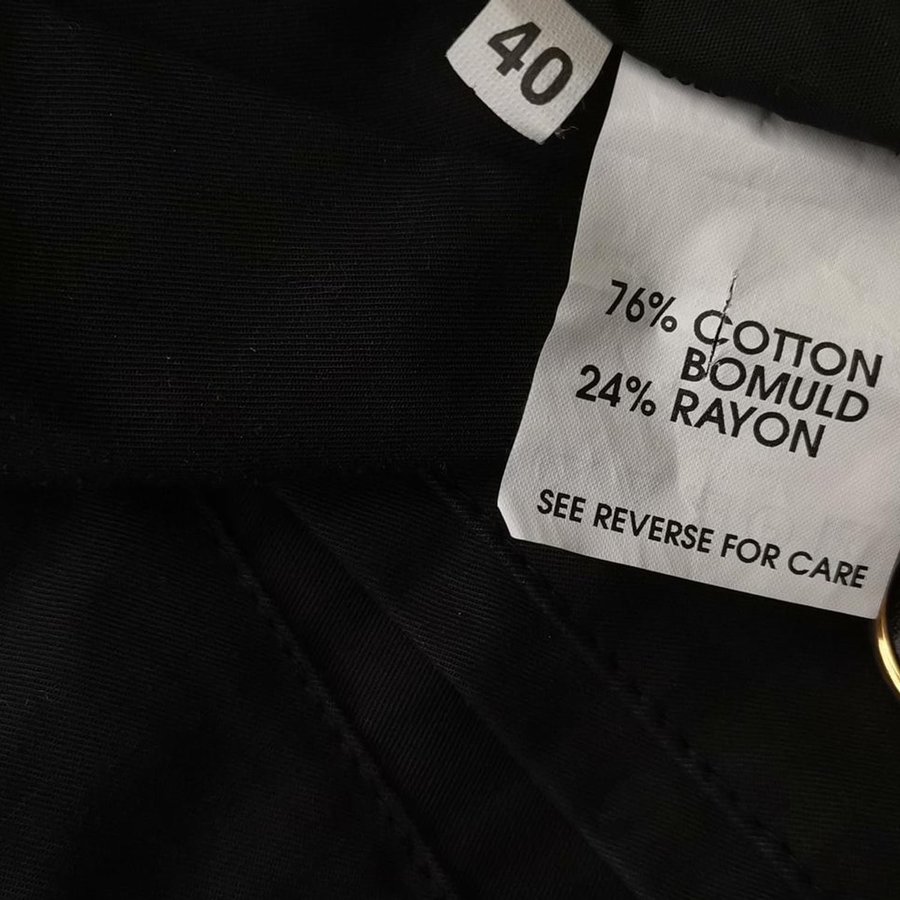 40
76% COTTON
BOMULD
24% RAYON
SEE REVERSE FOR CARE